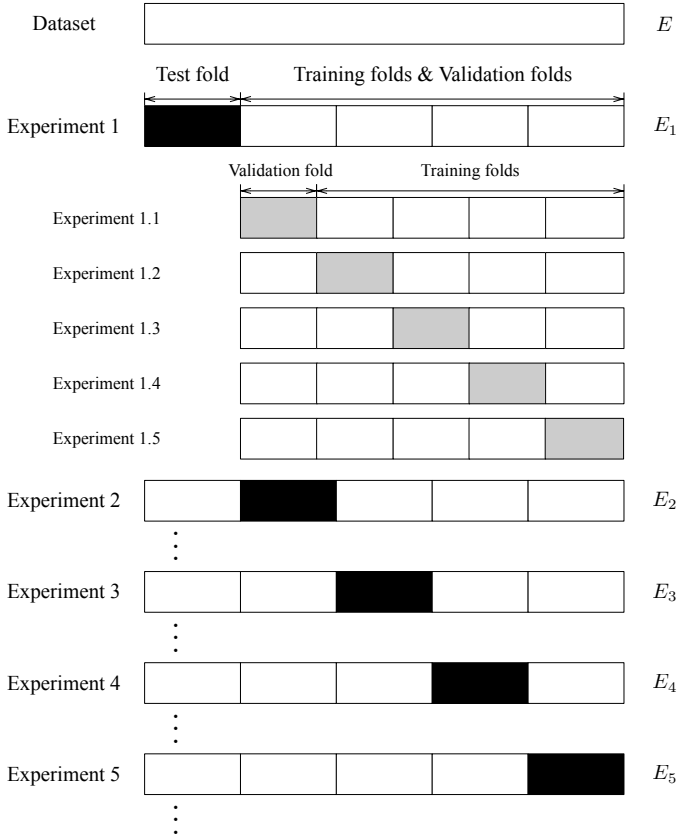 Dataset E
Test fold Training folds & Validation folds
Experiment 1 E₁
Validation fold Training folds
Experiment 1.1
Experiment 1.2
Experiment 1.3
Experiment 1.4
Experiment 1.5
Experiment 2 E₂
Experiment 3 E₃
Experiment 4 E₄
Experiment 5 E₅